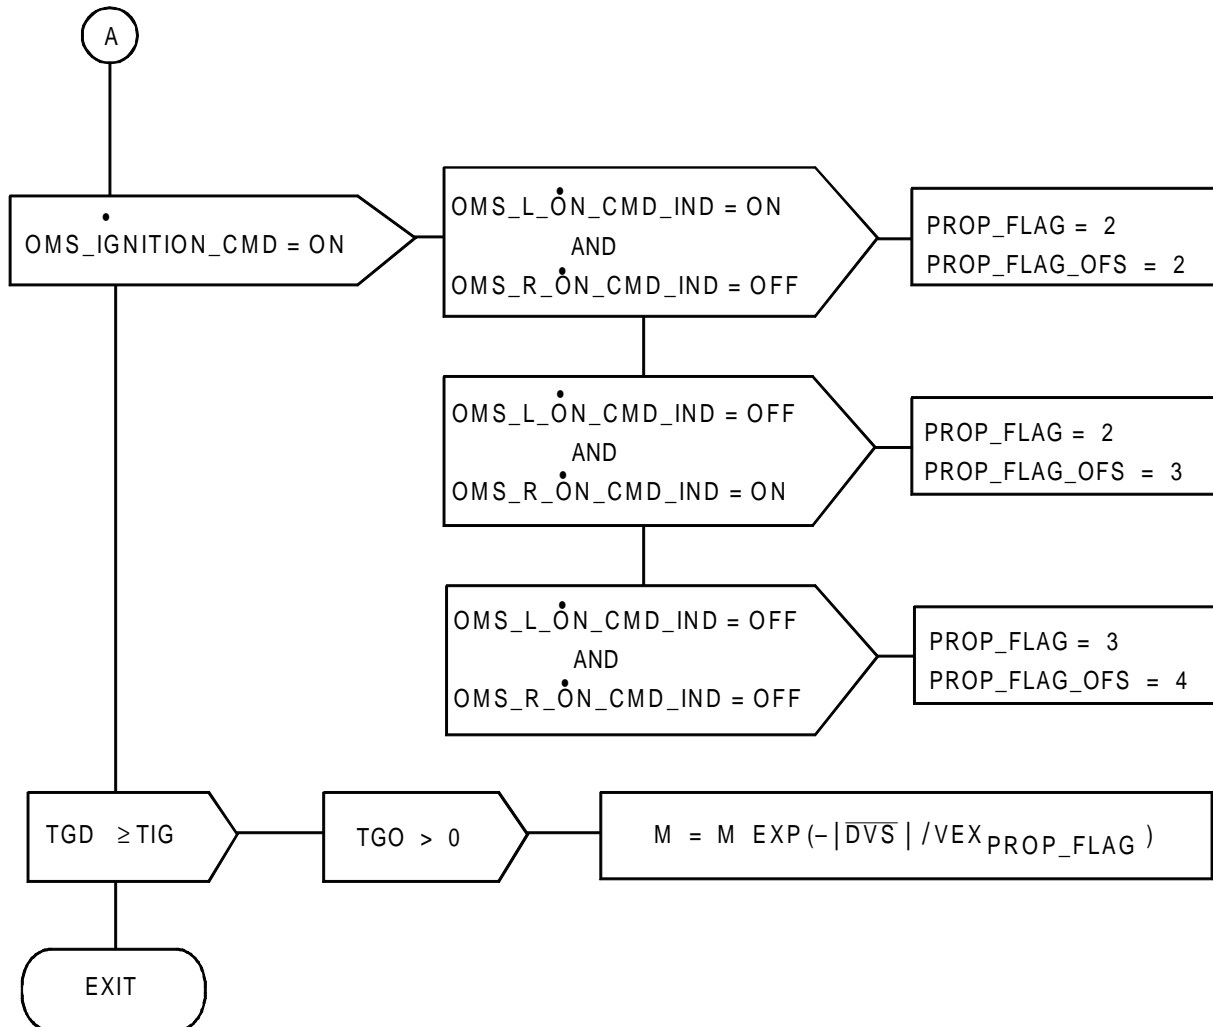 A
OMS_IGNITION_CMD = ON
OMS_L_ON_CMD_IND = ON
AND
OMS_R_ON_CMD_IND = OFF
PROP_FLAG = 2
PROP_FLAG_OFS = 2
OMS_L_ON_CMD_IND = OFF
AND
OMS_R_ON_CMD_IND = ON
PROP_FLAG = 2
PROP_FLAG_OFS = 3
OMS_L_ON_CMD_IND = OFF
AND
OMS_R_ON_CMD_IND = OFF
PROP_FLAG = 3
PROP_FLAG_OFS = 4
TGD ≥ TIG
TGO > 0
M = M EXP(–|D̅V̅S̅| /VEX PROP_FLAG )
EXIT